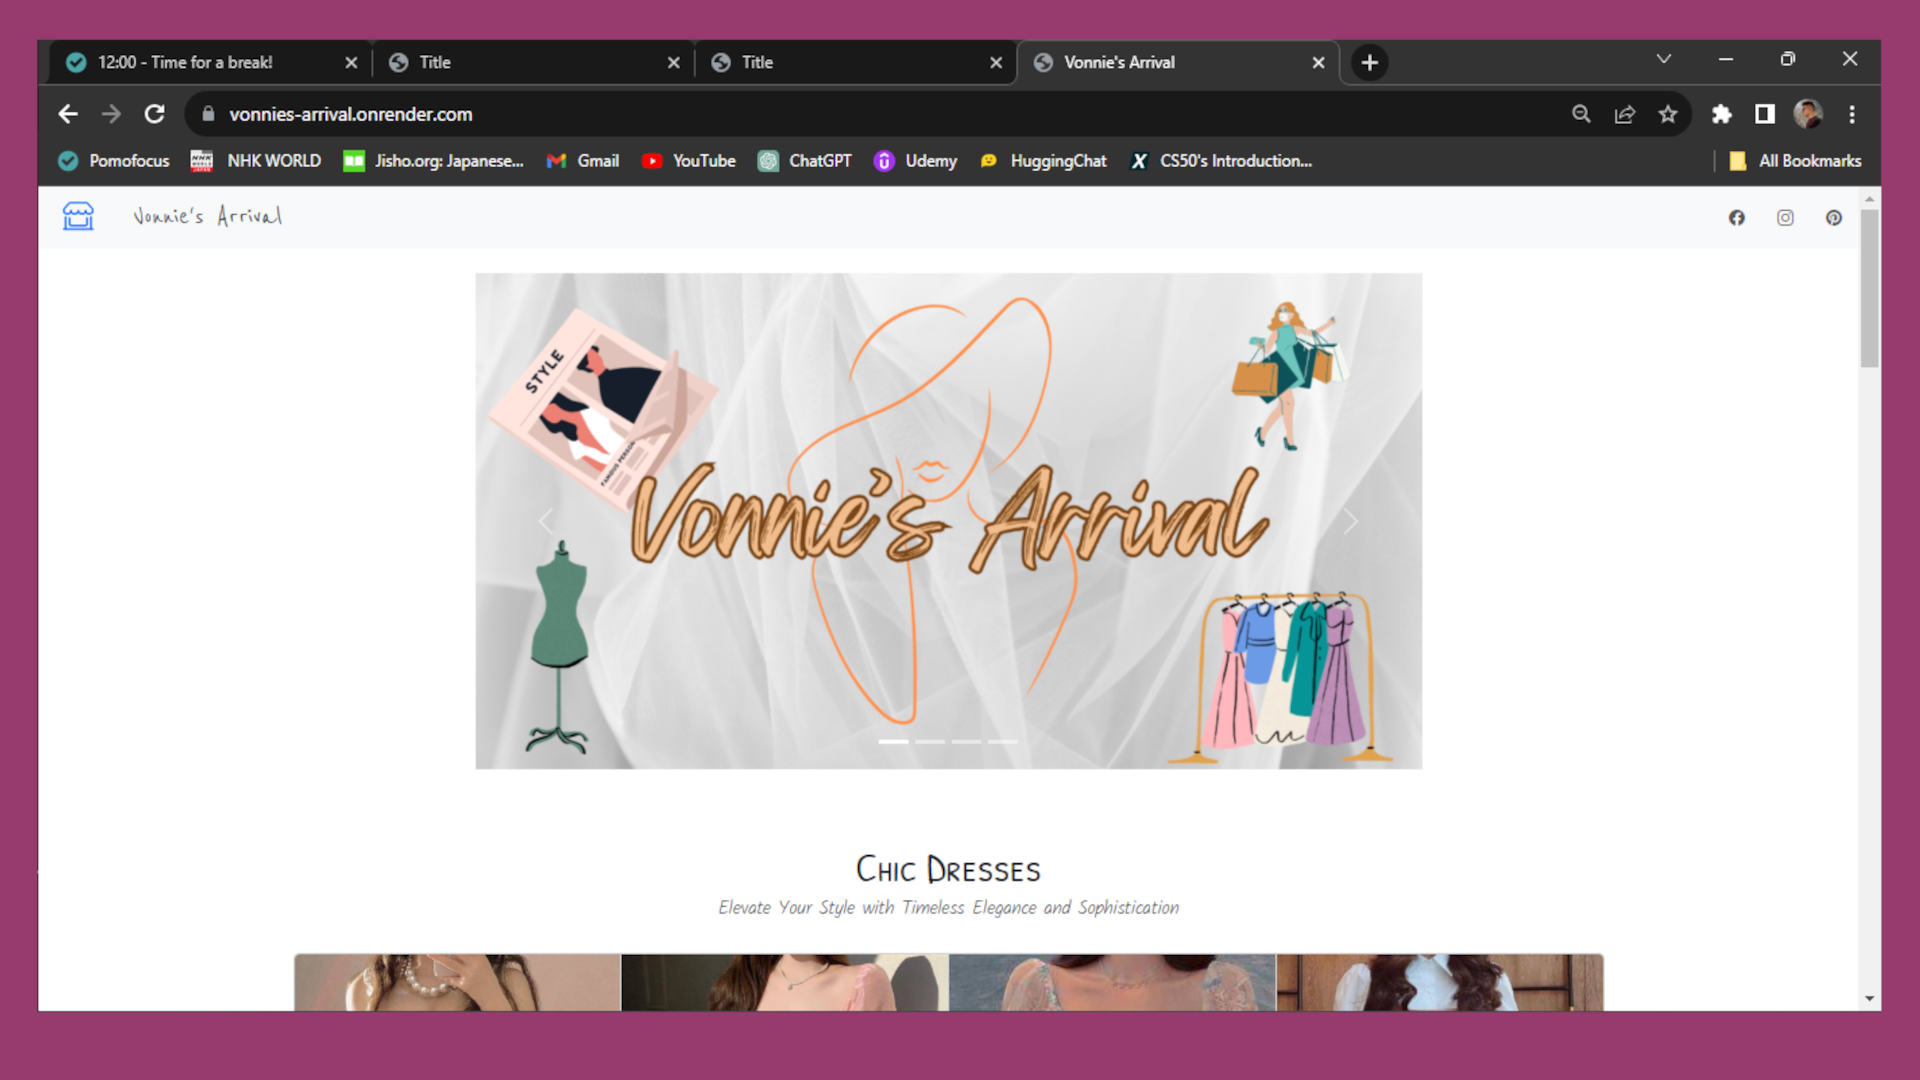 12:00 - Time for a break!
Title
Title
Vonnie's Arrival
vonnies-arrival.onrender.com
Pomofocus
NHK WORLD
Jisho.org: Japanese...
Gmail
YouTube
ChatGPT
Udemy
HuggingChat
CS50's Introduction...
All Bookmarks
Vonnie's Arrival
STYLE
FAMOUS PERSON
Vonnie's Arrival
CHIC DRESSES
Elevate Your Style with Timeless Elegance and Sophistication